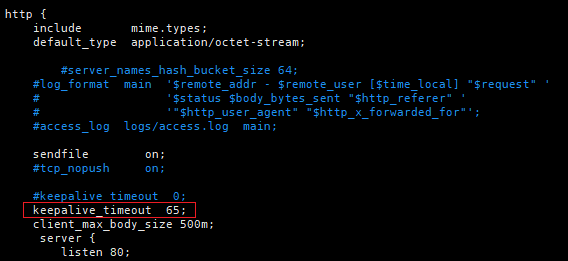 http {
    include       mime.types;
    default_type  application/octet-stream;

        #server_names_hash_bucket_size 64;
    #log_format  main  '$remote_addr - $remote_user [$time_local] "$request" '
    #                  '$status $body_bytes_sent "$http_referer" '
    #                  '"$http_user_agent" "$http_x_forwarded_for"';
    #access_log  logs/access.log  main;

    sendfile        on;
    #tcp_nopush     on;

    #keepalive_timeout  0;
    keepalive_timeout  65;
    client_max_body_size 500m;
     server {
        listen 80;